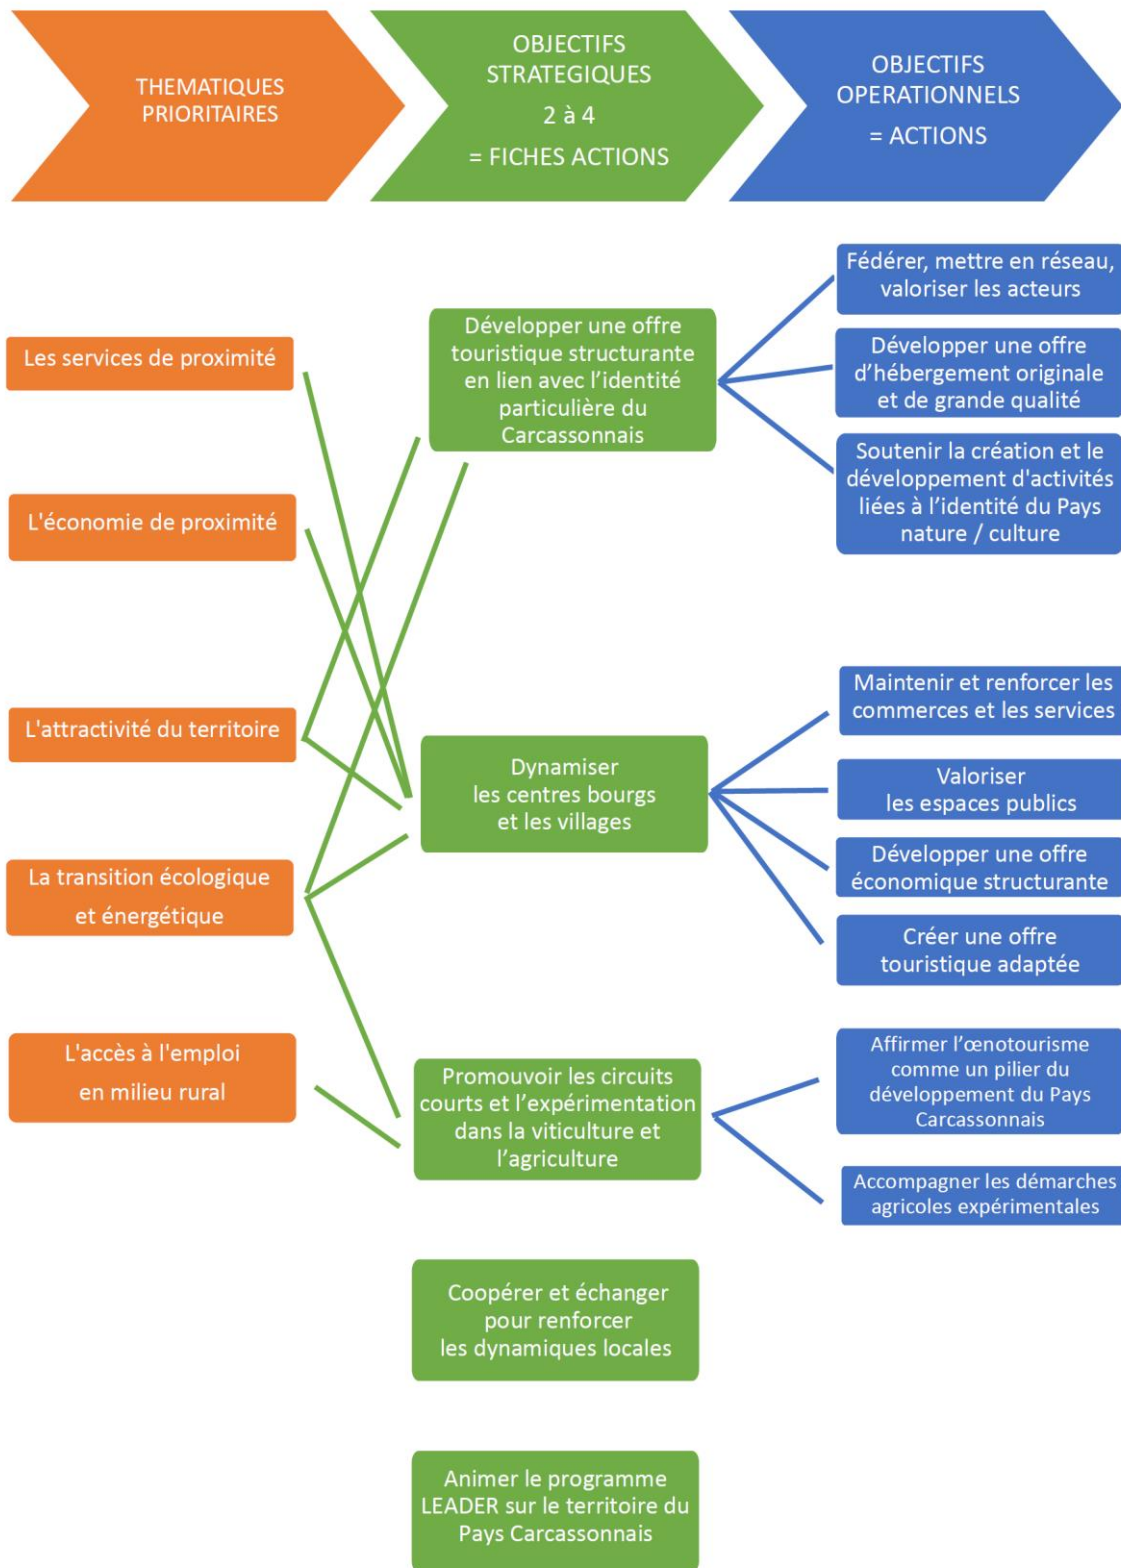 THEMATIQUES
PRIORITAIRES
OBJECTIFS
STRATEGIQUES
2 à 4
= FICHES ACTIONS
OBJECTIFS
OPERATIONNELS
= ACTIONS
Les services de proximité
L'économie de proximité
L'attractivité du territoire
La transition écologique
et énergétique
L'accès à l'emploi
en milieu rural
Développer une offre
touristique structurante
en lien avec l’identité
particulière du
Carcassonnais
Dynamiser
les centres bourgs
et les villages
Promouvoir les circuits
courts et l’expérimentation
dans la viticulture et
l’agriculture
Coopérer et échanger
pour renforcer
les dynamiques locales
Animer le programme
LEADER sur le territoire du
Pays Carcassonnais
Fédérer, mettre en réseau,
valoriser les acteurs
Développer une offre
d’hébergement originale
et de grande qualité
Soutenir la création et le
développement d'activités
liées à l’identité du Pays
nature / culture
Maintenir et renforcer les
commerces et les services
Valoriser
les espaces publics
Développer une offre
économique structurante
Créer une offre
touristique adaptée
Affirmer l’œnotourisme
comme un pilier du
développement du Pays
Carcassonnais
Accompagner les démarches
agricoles expérimentales